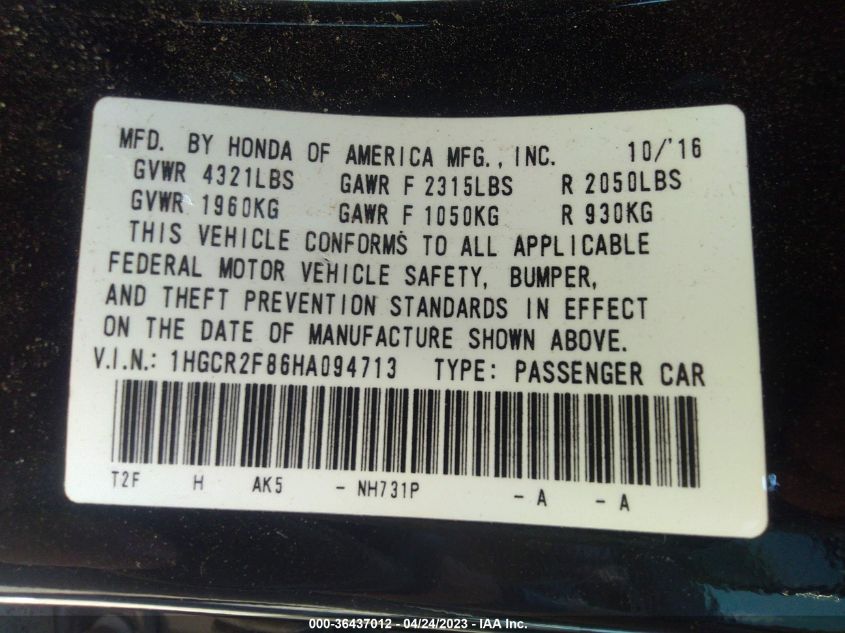 MFD. BY HONDA OF AMERICA MFG., INC. 10/'16
GVWR 4321LBS GAWR F 2315LBS R 2050LBS
GVWR 1960KG GAWR F 1050KG R 930KG
THIS VEHICLE CONFORMS TO ALL APPLICABLE
FEDERAL MOTOR VEHICLE SAFETY, BUMPER,
AND THEFT PREVENTION STANDARDS IN EFFECT
ON THE DATE OF MANUFACTURE SHOWN ABOVE.
V.I.N.: 1HGCR2F86HA094713 TYPE: PASSENGER CAR
T2F H AK5 - NH731P - A - A
000-36437012 - 04/24/2023 - IAA Inc.